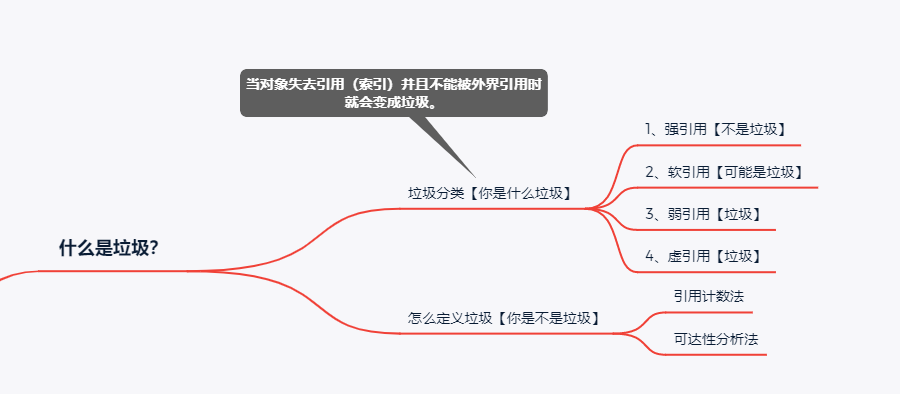 当对象失去引用（索引）并且不能被外界引用时
就会变成垃圾。
什么是垃圾？
垃圾分类【你是什么垃圾】
1、强引用【不是垃圾】
2、软引用【可能是垃圾】
3、弱引用【垃圾】
4、虚引用【垃圾】
怎么定义垃圾【你是不是垃圾】
引用计数法
可达性分析法